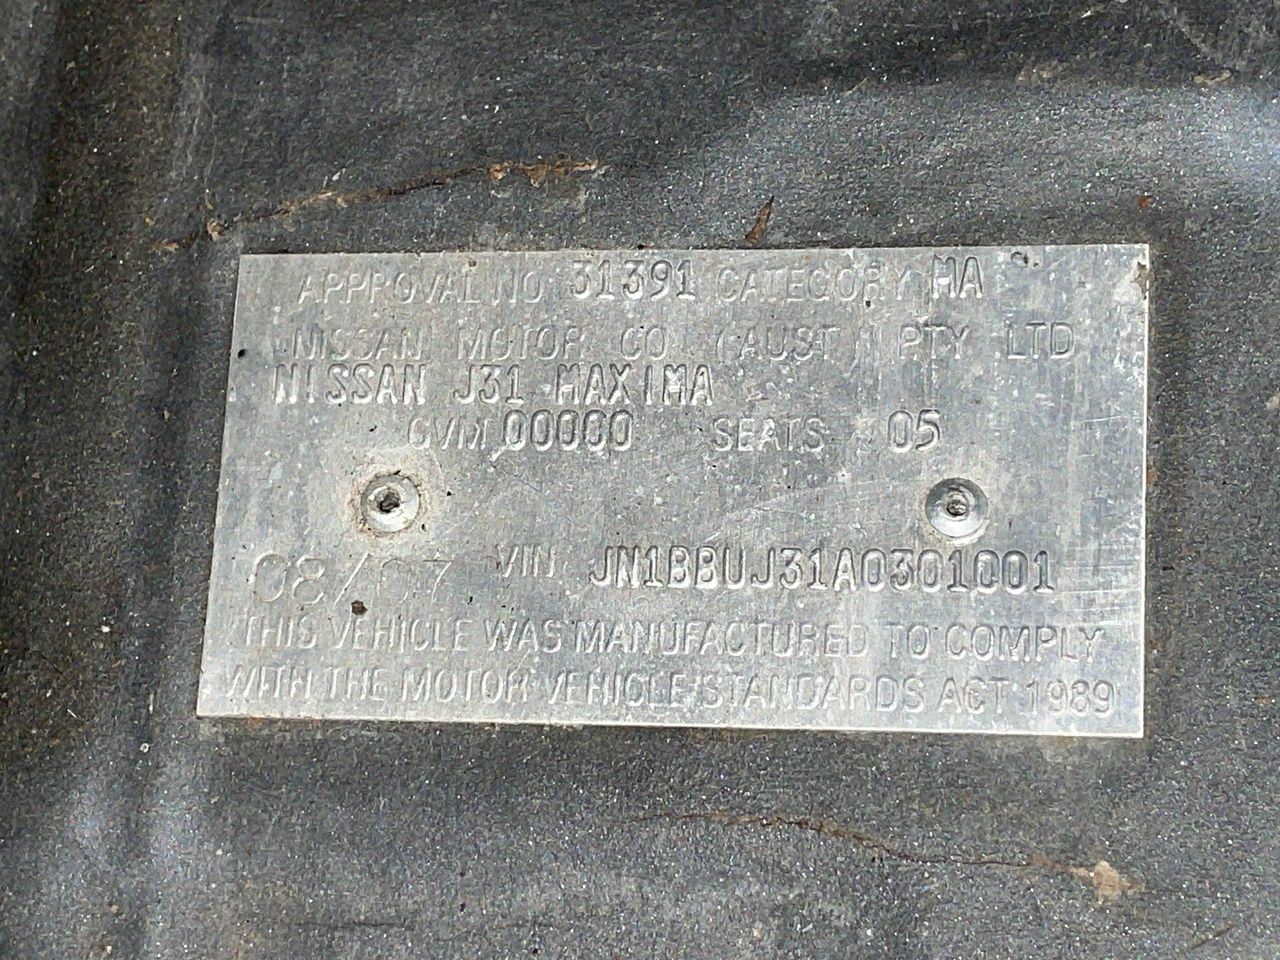 APPROVAL NO 31391 CATEGORY MA
NISSAN MOTOR CO (AUST) PTY LTD
NISSAN J31 MAXIMA
GVM 00000 SEATS 05
08/07 VIN JN1BBUJ31A0301001
THIS VEHICLE WAS MANUFACTURED TO COMPLY
WITH THE MOTOR VEHICLE STANDARDS ACT 1989